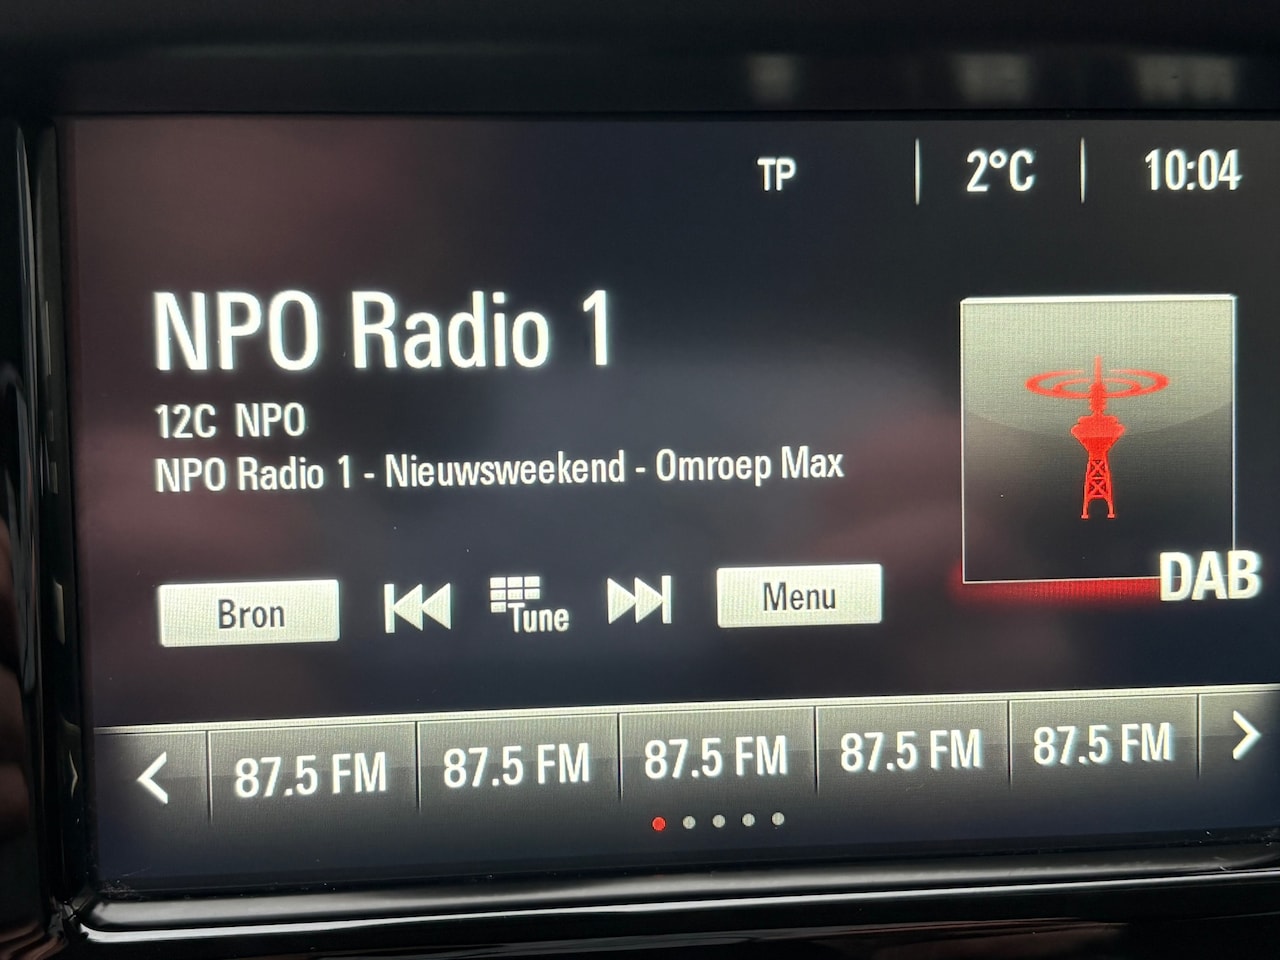 TP 2°C 10:04
NPO Radio 1
12C NPO
NPO Radio 1 - Nieuwsweekend - Omroep Max
DAB
Bron Tune Menu
87.5 FM 87.5 FM 87.5 FM 87.5 FM 87.5 FM